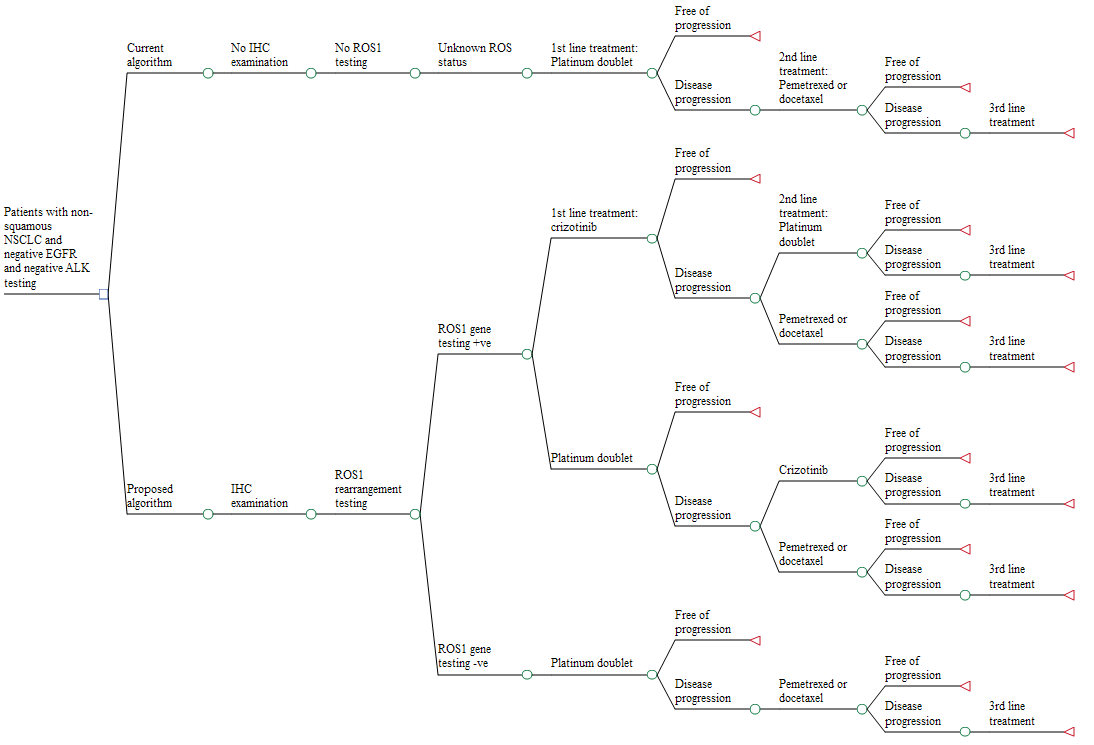 Patients with non-
squamous
NSCLC and
negative EGFR
and negative ALK
testing
Current
algorithm
No IHC
examination
No ROS1
testing
Unknown ROS
status
1st line treatment:
Platinum doublet
Free of
progression
Disease
progression
2nd line
treatment:
Pemetrexed or
docetaxel
Free of
progression
Disease
progression
3rd line
treatment
Proposed
algorithm
IHC
examination
ROS1
rearrangement
testing
ROS1 gene
testing +ve
1st line treatment:
crizotinib
Free of
progression
Disease
progression
2nd line
treatment:
Platinum
doublet
Free of
progression
Disease
progression
3rd line
treatment
Pemetrexed or
docetaxel
Free of
progression
Disease
progression
3rd line
treatment
Platinum doublet
Free of
progression
Disease
progression
Crizotinib
Free of
progression
Disease
progression
3rd line
treatment
Pemetrexed or
docetaxel
Free of
progression
Disease
progression
3rd line
treatment
ROS1 gene
testing -ve
Platinum doublet
Free of
progression
Disease
progression
Pemetrexed or
docetaxel
Free of
progression
Disease
progression
3rd line
treatment